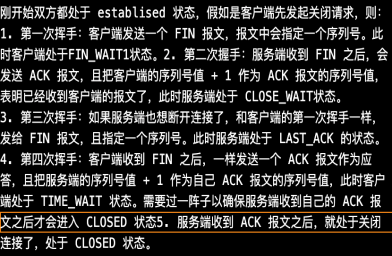 刚开始双方都处于 establised 状态，假如是客户端先发起关闭请求，则：
1. 第一次挥手：客户端发送一个 FIN 报文，报文中会指定一个序列号。此
时客户端处于FIN_WAIT1状态。2. 第二次握手：服务端收到 FIN 之后，会
发送 ACK 报文，且把客户端的序列号值 + 1 作为 ACK 报文的序列号值，
表明已经收到客户端的报文了，此时服务端处于 CLOSE_WAIT状态。
3. 第三次挥手：如果服务端也想断开连接了，和客户端的第一次挥手一样，
发给 FIN 报文，且指定一个序列号。此时服务端处于 LAST_ACK 的状态。
4. 第四次挥手：客户端收到 FIN 之后，一样发送一个 ACK 报文作为应
答，且把服务端的序列号值 + 1 作为自己 ACK 报文的序列号值，此时客户
端处于 TIME_WAIT 状态。需要过一阵子以确保服务端收到自己的 ACK 报
文之后才会进入 CLOSED 状态5. 服务端收到 ACK 报文之后，就处于关闭
连接了，处于 CLOSED 状态。